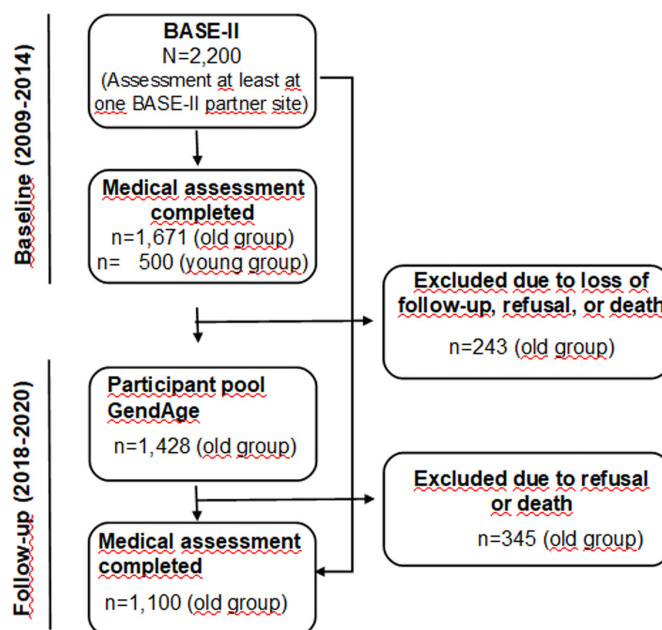 Baseline (2009-2014)
BASE-II
N=2,200
(Assessment at least at
one BASE-II partner site)
Medical assessment
completed
n=1,671 (old group)
n= 500 (young group)
Excluded due to loss of
follow-up, refusal, or death
n=243 (old group)
Follow-up (2018-2020)
Participant pool
GendAge
n=1,428 (old group)
Excluded due to refusal
or death
n=345 (old group)
Medical assessment
completed
n=1,100 (old group)